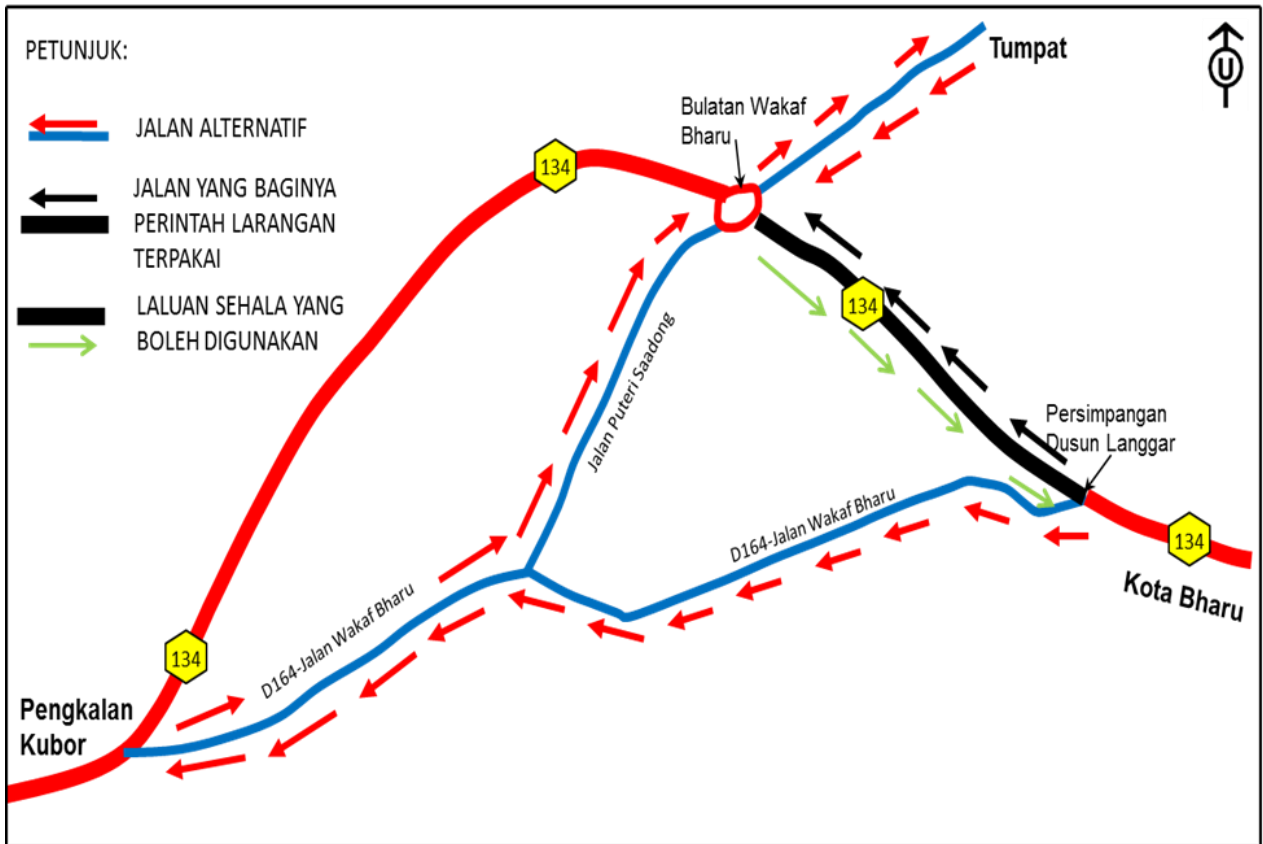 PETUNJUK:
JALAN ALTERNATIF
JALAN YANG BAGINYA
PERINTAH LARANGAN
TERPAKAI
LALUAN SEHALA YANG
BOLEH DIGUNAKAN
Tumpat
U
Bulatan Wakaf
Bharu
134
134
Jalan Puteri Saadong
Persimpangan
Dusun Langgar
D164-Jalan Wakaf Bharu
134
Kota Bharu
D164-Jalan Wakaf Bharu
134
Pengkalan
Kubor